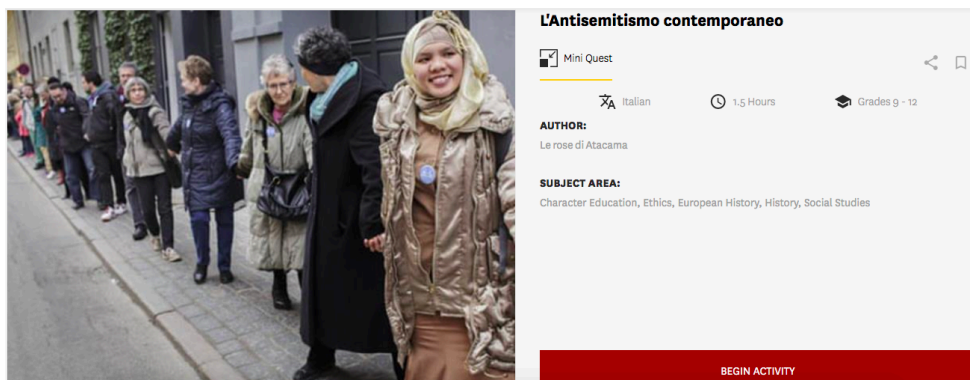 L'Antisemitismo contemporaneo
Mini Quest
Italian
1.5 Hours
Grades 9 - 12
AUTHOR:
Le rose di Atacama
SUBJECT AREA:
Character Education, Ethics, European History, History, Social Studies
BEGIN ACTIVITY